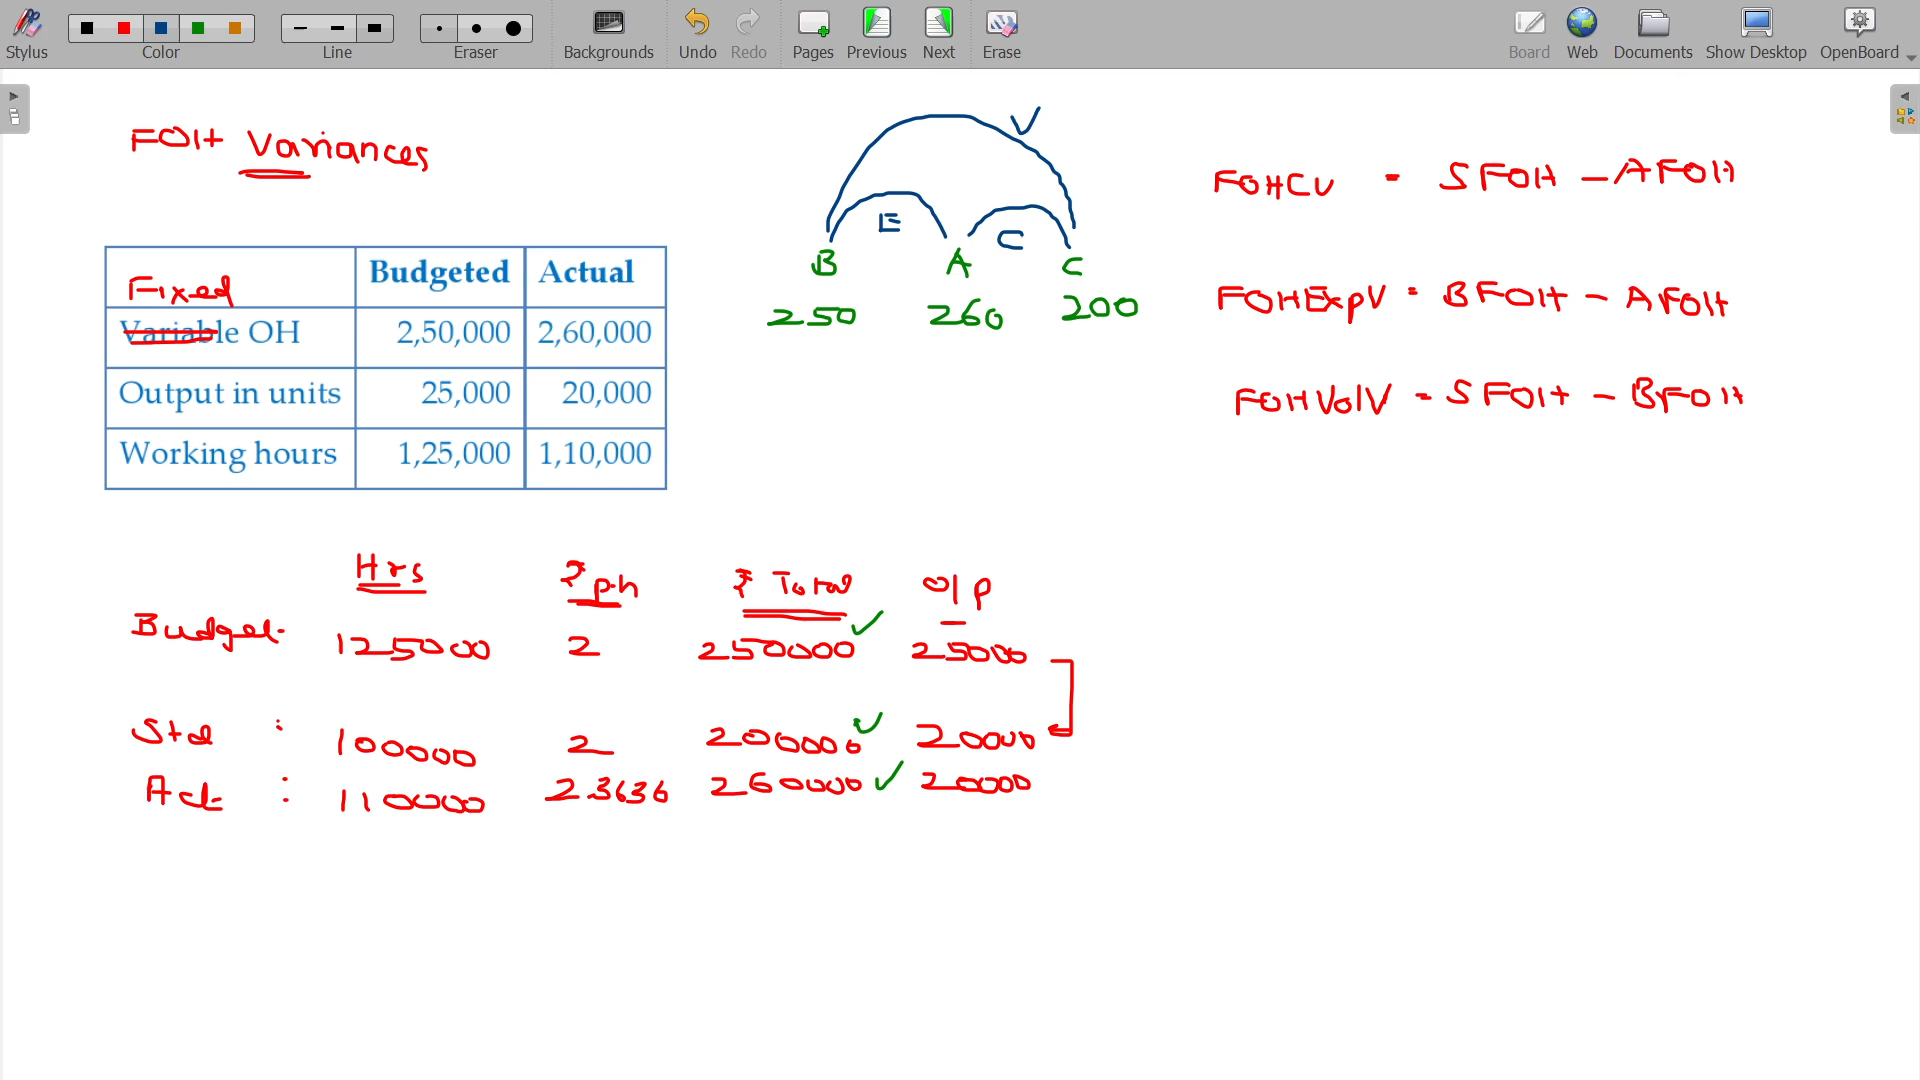 Stylus Color Line Eraser Backgrounds Undo Redo Pages Previous Next Erase Board Web Documents Show Desktop OpenBoard
FOH Variances
Fixed Budgeted Actual
Variable OH 2,50,000 2,60,000
Output in units 25,000 20,000
Working hours 1,25,000 1,10,000
V
E C
B A C
250 260 200
FOHCV = SFOH - AFOH
FOHExpV = BFOH - AFOH
FOHVolV = SFOH - BFOH
Hrs ₹ p.h ₹ Total o/p
Budget 125000 2 250000 ✓ 25000
Std : 100000 2 200000 ✓ 20000
Act : 110000 2.3636 260000 ✓ 20000